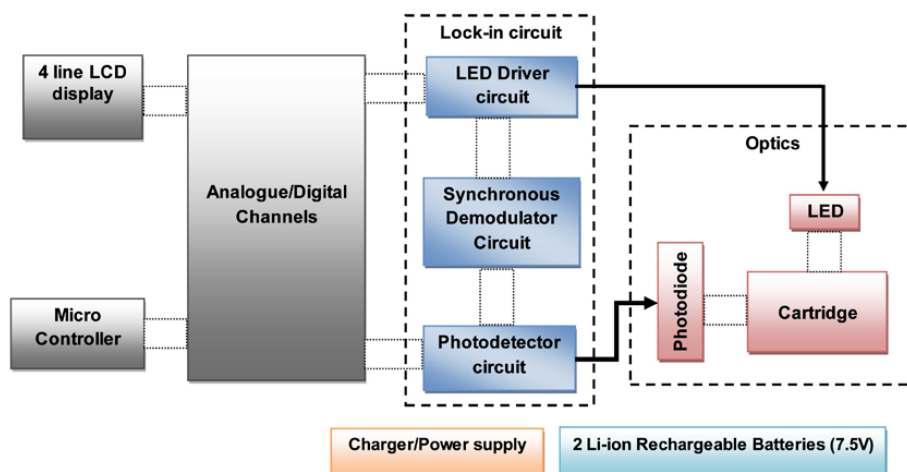 Lock-in circuit
4 line LCD
display
LED Driver
circuit
Optics
Analogue/Digital
Channels
Synchronous
Demodulator
Circuit
LED
Photodiode
Cartridge
Micro
Controller
Photodetector
circuit
Charger/Power supply
2 Li-ion Rechargeable Batteries (7.5V)